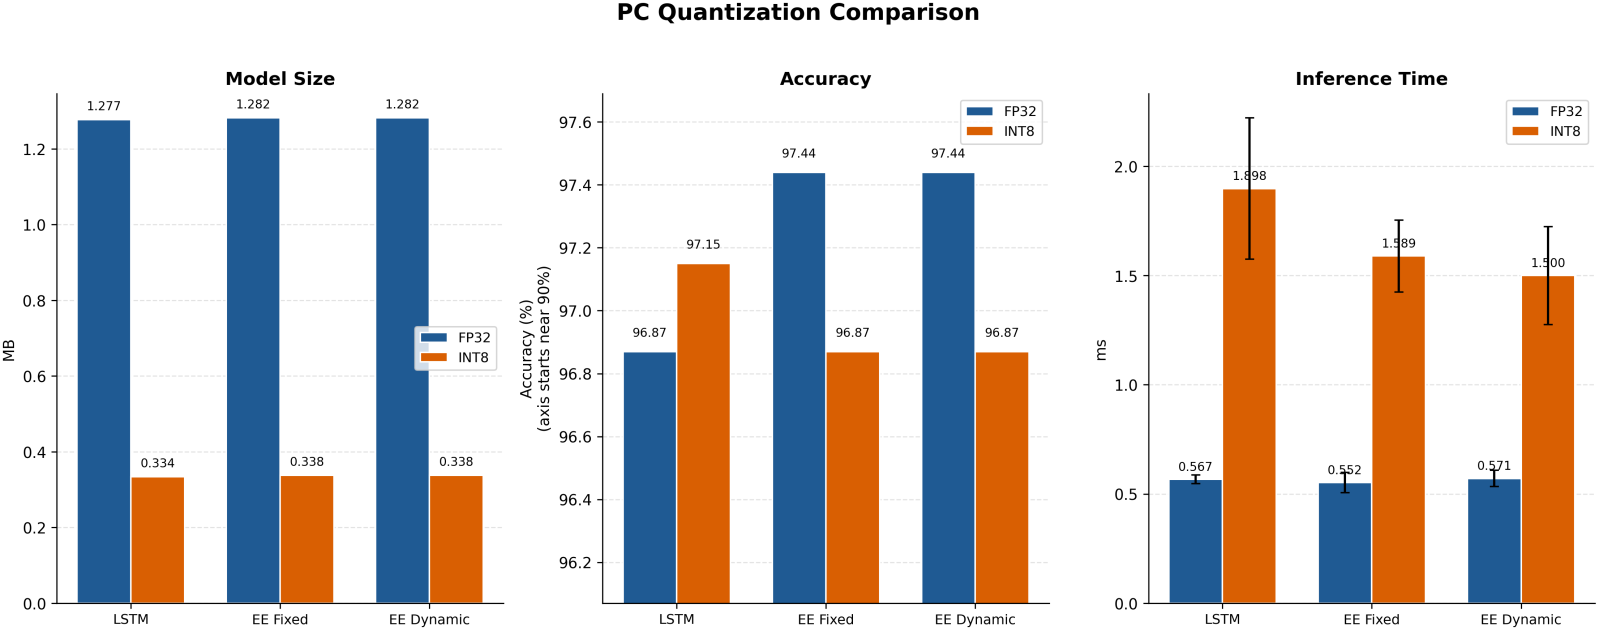 PC Quantization Comparison
Model Size
MB
1.2
1.0
0.8
0.6
0.4
0.2
0.0
1.277
1.282
1.282
0.334
0.338
0.338
FP32
INT8
LSTM
EE Fixed
EE Dynamic
Accuracy
Accuracy (%)
(axis starts near 90%)
97.6
97.4
97.2
97.0
96.8
96.6
96.4
96.2
96.87
97.15
97.44
96.87
97.44
96.87
FP32
INT8
LSTM
EE Fixed
EE Dynamic
Inference Time
ms
2.0
1.5
1.0
0.5
0.0
0.567
1.898
0.552
1.589
0.571
1.500
FP32
INT8
LSTM
EE Fixed
EE Dynamic